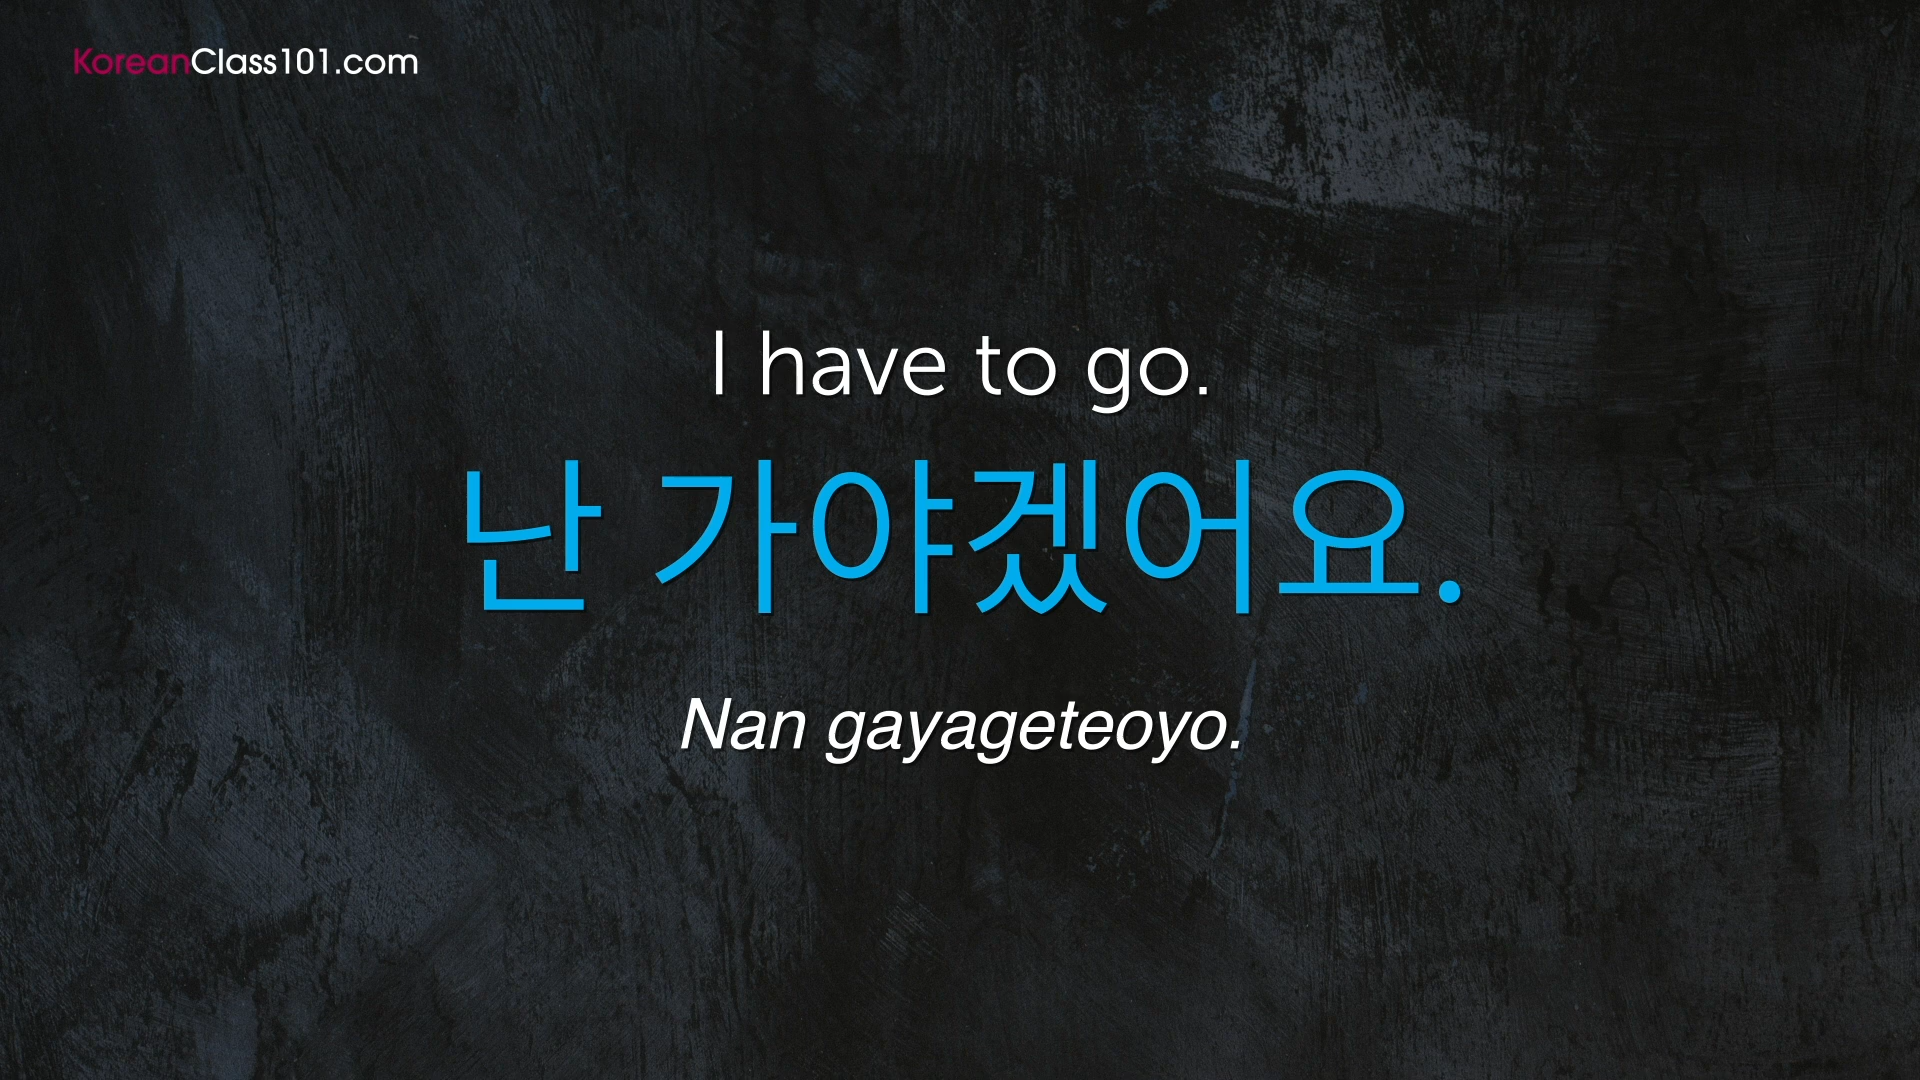 KoreanClass101.com
I have to go.
난 가야겠어요.
Nan gayageteoyo.